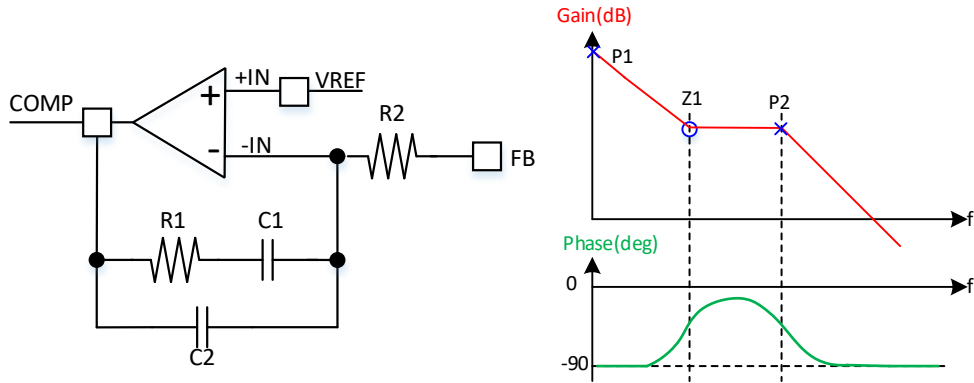 COMP
+
+IN
VREF
-
-IN
R2
FB
R1
C1
C2
Gain(dB)
P1
Z1
P2
f
Phase(deg)
0
f
-90